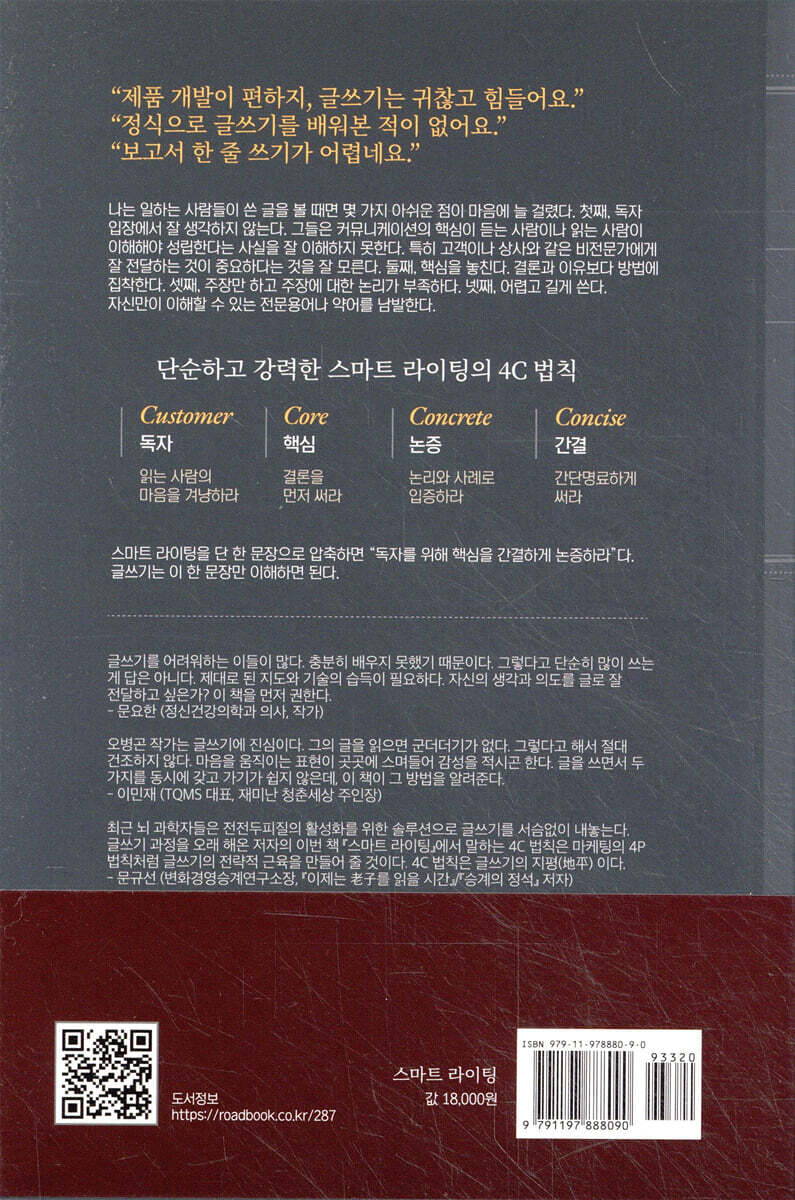 “제품 개발이 편하지, 글쓰기는 귀찮고 힘들어요.”
“정식으로 글쓰기를 배워본 적이 없어요.”
“보고서 한 줄 쓰기가 어렵네요.”
나는 일하는 사람들이 쓴 글을 볼 때면 몇 가지 아쉬운 점이 마음에 늘 걸렸다. 첫째, 독자
입장에서 잘 생각하지 않는다. 그들은 커뮤니케이션의 핵심이 듣는 사람이나 읽는 사람이
이해해야 성립한다는 사실을 잘 이해하지 못한다. 특히 고객이나 상사와 같은 비전문가에게
잘 전달하는 것이 중요하다는 것을 잘 모른다. 둘째, 핵심을 놓친다. 결론과 이유보다 방법에
집착한다. 셋째, 주장만 하고 주장에 대한 논리가 부족하다. 넷째, 어렵고 길게 쓴다.
자신만이 이해할 수 있는 전문용어나 약어를 남발한다.
단순하고 강력한 스마트 라이팅의 4C 법칙
Customer
독자
읽는 사람의
마음을 겨냥하라
Core
핵심
결론을
먼저 써라
Concrete
논증
논리와 사례로
입증하라
Concise
간결
간단명료하게
써라
스마트 라이팅을 단 한 문장으로 압축하면 “독자를 위해 핵심을 간결하게 논증하라”다.
글쓰기는 이 한 문장만 이해하면 된다.
글쓰기를 어려워하는 이들이 많다. 충분히 배우지 못했기 때문이다. 그렇다고 단순히 많이 쓰는
게 답은 아니다. 제대로 된 지도와 기술의 습득이 필요하다. 자신의 생각과 의도를 글로 잘
전달하고 싶은가? 이 책을 먼저 권한다.
– 문요한 (정신건강의학과 의사, 작가)
오병곤 작가는 글쓰기에 진심이다. 그의 글을 읽으면 군더더기가 없다. 그렇다고 해서 절대
건조하지 않다. 마음을 움직이는 표현이 곳곳에 스며들어 감성을 적시곤 한다. 글을 쓰면서 두
가지를 동시에 갖고 가기가 쉽지 않은데, 이 책이 그 방법을 알려준다.
– 이민재 (TQMS 대표, 재미난 청춘세상 주인장)
최근 뇌 과학자들은 전전두피질의 활성화를 위한 솔루션으로 글쓰기를 서슴없이 내놓는다.
글쓰기 과정을 오래 해온 저자의 이번 책 『스마트 라이팅』에서 말하는 4C 법칙은 마케팅의 4P
법칙처럼 글쓰기의 전략적 근육을 만들어 줄 것이다. 4C 법칙은 글쓰기의 지평(地平) 이다.
– 문규선 (변화경영승계연구소장, 『이제는 老子를 읽을 시간』/『승계의 정석』 저자)
도서정보
https://roadbook.co.kr/287
스마트 라이팅
값 18,000원
ISBN 979-11-978880-9-0
93320
9 791197 888090